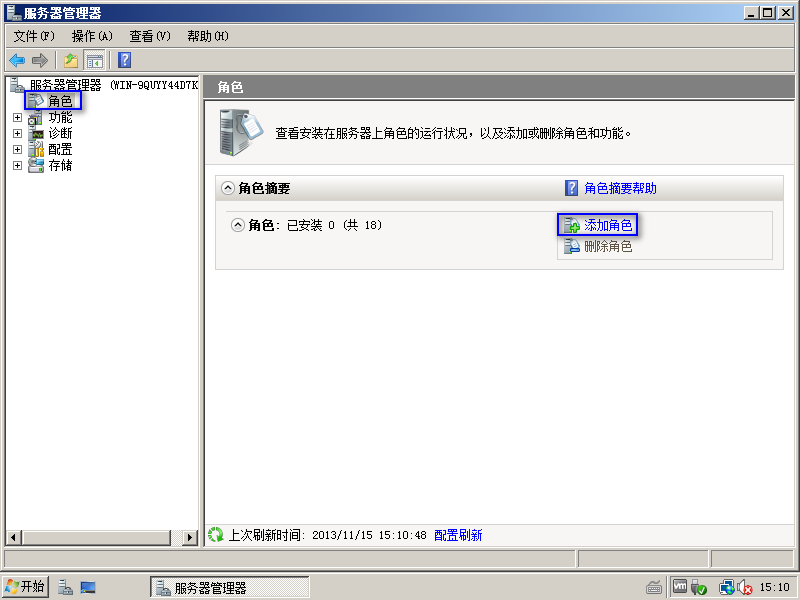 服务器管理器
文件(F) 操作(A) 查看(V) 帮助(H)
服务器管理器 (WIN-9QUYY44D7K
角色
功能
诊断
配置
存储
角色
查看安装在服务器上角色的运行状况，以及添加或删除角色和功能。
角色摘要
角色摘要帮助
角色: 已安装 0 (共 18)
添加角色
删除角色
上次刷新时间: 2013/11/15 15:10:48 配置刷新
开始
服务器管理器
vm
15:10